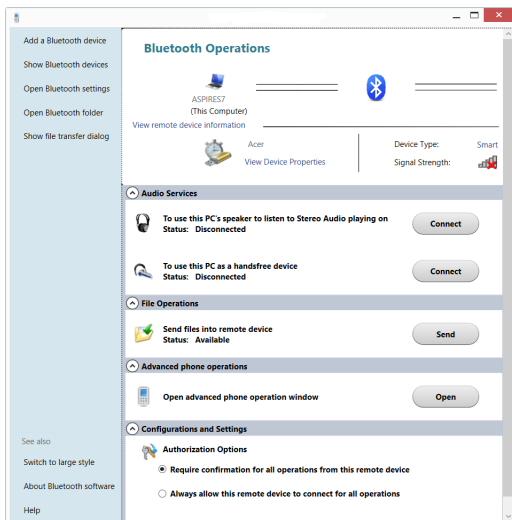 Add a Bluetooth device
Show Bluetooth devices
Open Bluetooth settings
Open Bluetooth folder
Show file transfer dialog
See also
Switch to large style
About Bluetooth software
Help
Bluetooth Operations
ASPIRES7
(This Computer)
View remote device information
Acer
View Device Properties
Device Type: Smart
Signal Strength:
Audio Services
To use this PC's speaker to listen to Stereo Audio playing on
Status: Disconnected
Connect
To use this PC as a handsfree device
Status: Disconnected
Connect
File Operations
Send files into remote device
Status: Available
Send
Advanced phone operations
Open advanced phone operation window
Open
Configurations and Settings
Authorization Options
Require confirmation for all operations from this remote device
Always allow this remote device to connect for all operations